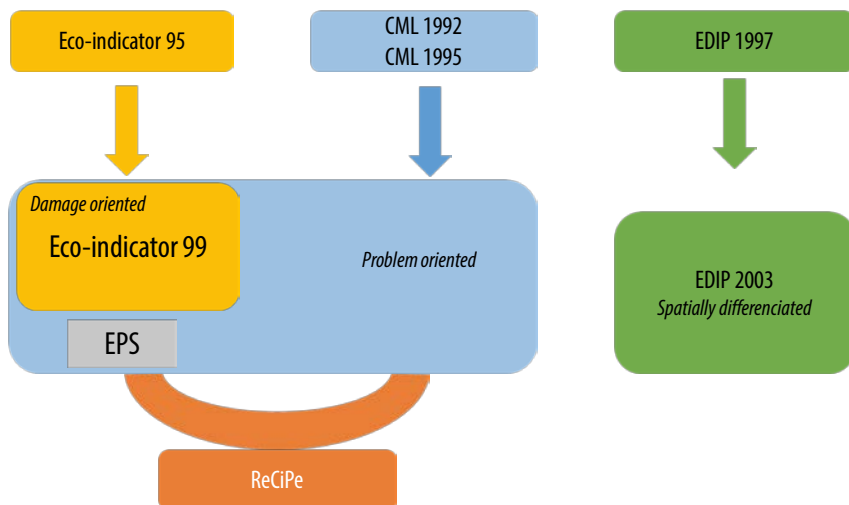 Eco-indicator 95
CML 1992
CML 1995
EDIP 1997
Damage oriented
Eco-indicator 99
Problem oriented
EPS
EDIP 2003
Spatially differenciated
ReCiPe